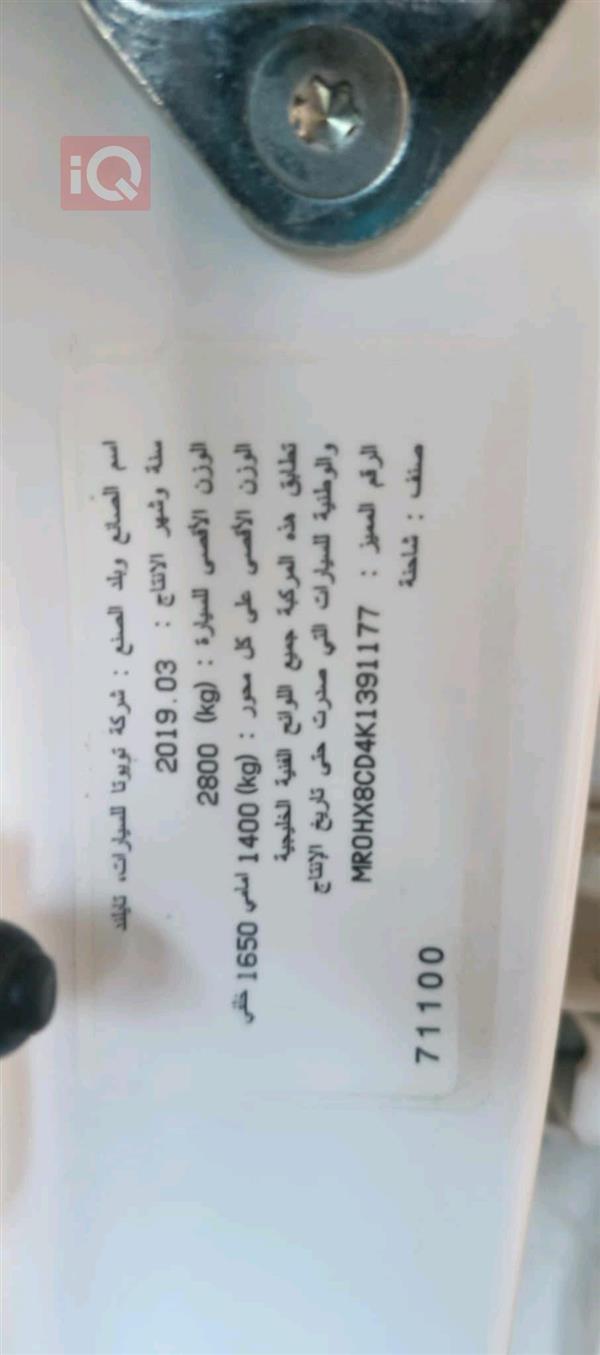 iQ
اسم الصانع وبلد الصنع : شركة تويوتا للسيارات، تايلند
سنة وشهر الانتاج : 2019.03
الوزن الأقصى للسيارة : (kg) 2800
الوزن الأقصى على كل محور : (kg) 1400 امامي 1650 خلفي
تطابق هذه المركبة جميع اللوائح الفنية الخليجية
والوطنية للسيارات التي صدرت حتى تاريخ الإنتاج
الرقم المميز : MR0HX8CD4K1391177
صنف : شاحنة
71100